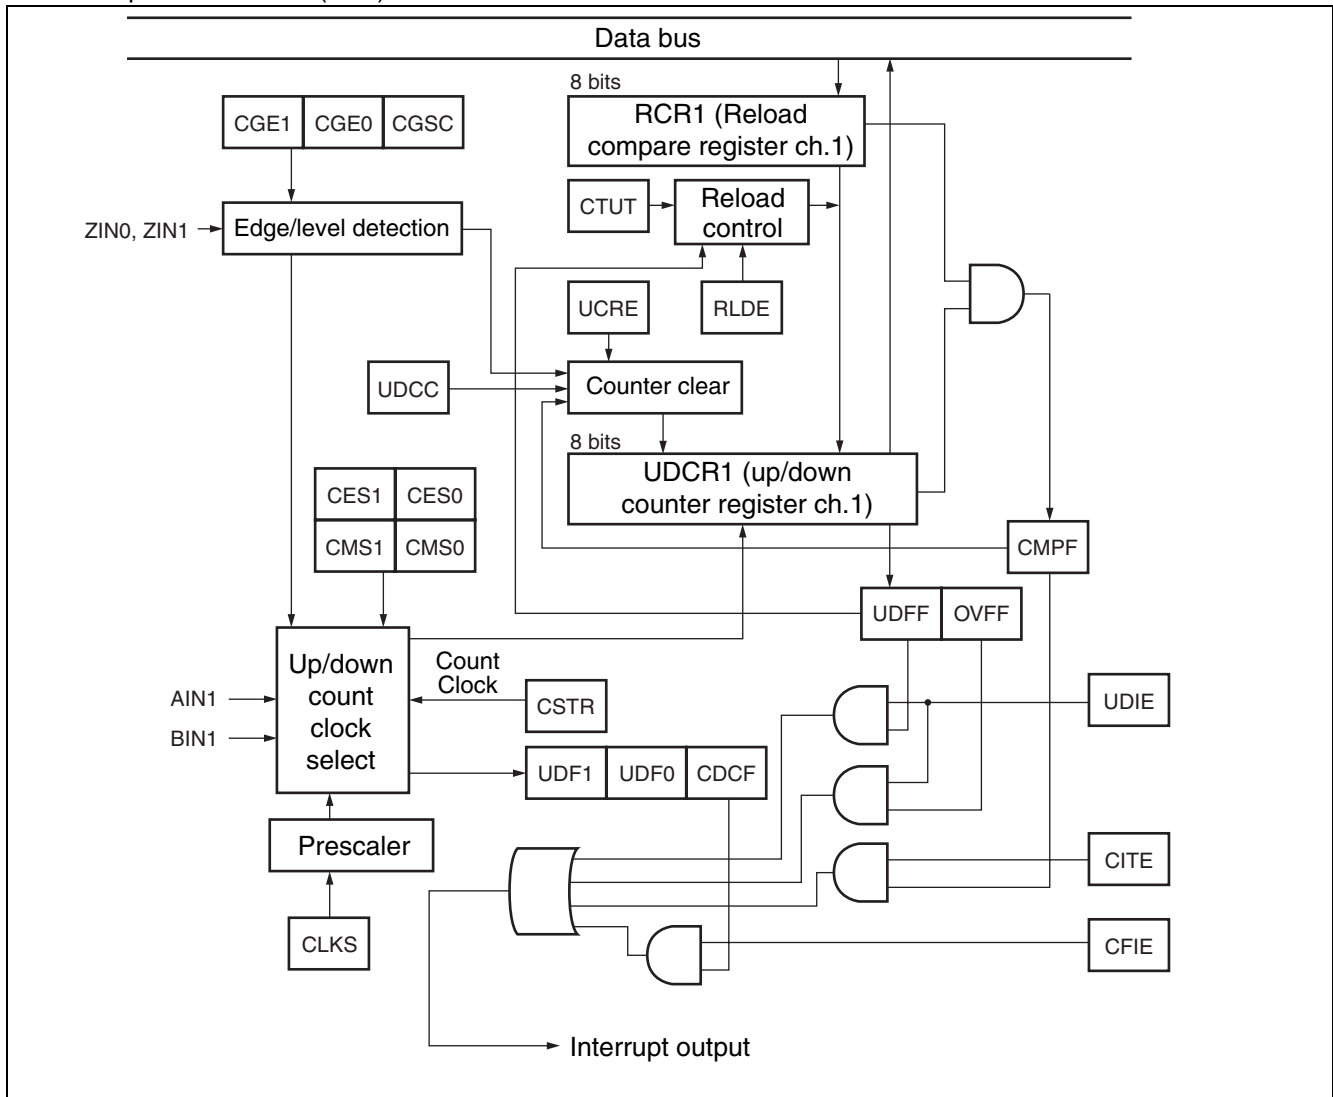 Data bus
8 bits
CGE1 CGE0 CGSC
RCR1 (Reload
compare register ch.1)
CTUT
Reload
control
ZIN0, ZIN1
Edge/level detection
UCRE
RLDE
UDCC
Counter clear
8 bits
UDCR1 (up/down
counter register ch.1)
CES1 CES0
CMS1 CMS0
CMPF
UDFF OVFF
Up/down
count
clock
select
Count
Clock
AIN1
BIN1
CSTR
UDIE
UDF1 UDF0 CDCF
Prescaler
CITE
CLKS
CFIE
Interrupt output